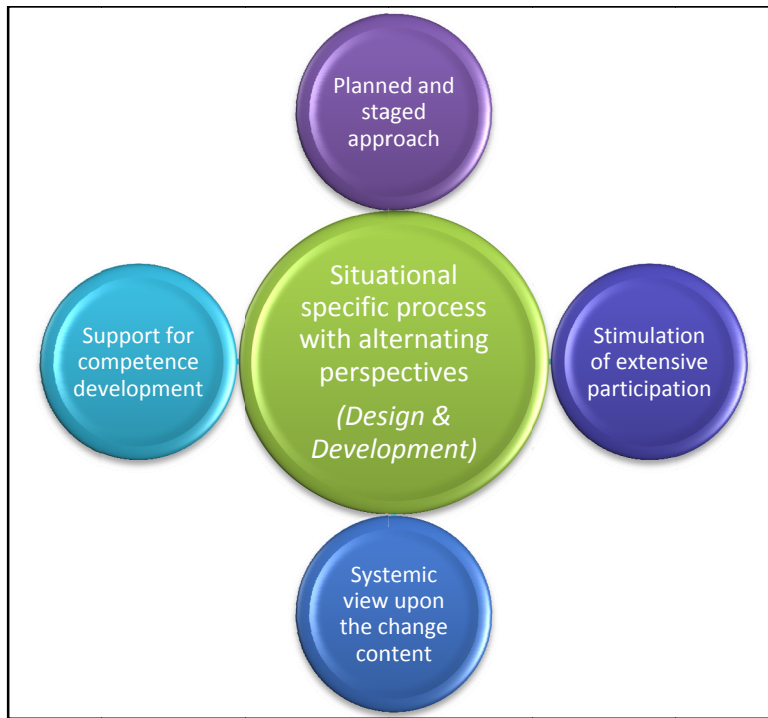 Planned and
staged
approach
Support for
competence
development
Situational
specific process
with alternating
perspectives
(Design &
Development)
Stimulation
of extensive
participation
Systemic
view upon
the change
content